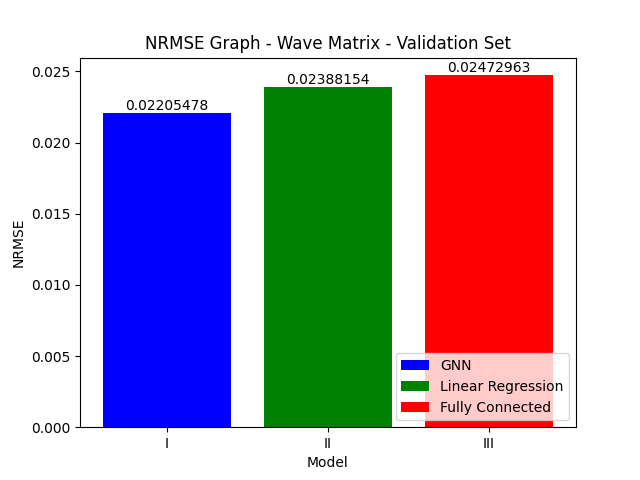 NRMSE Graph - Wave Matrix - Validation Set
0.02205478
0.02388154
0.02472963
0.025
0.020
0.015
0.010
0.005
0.000
NRMSE
I
II
III
Model
GNN
Linear Regression
Fully Connected